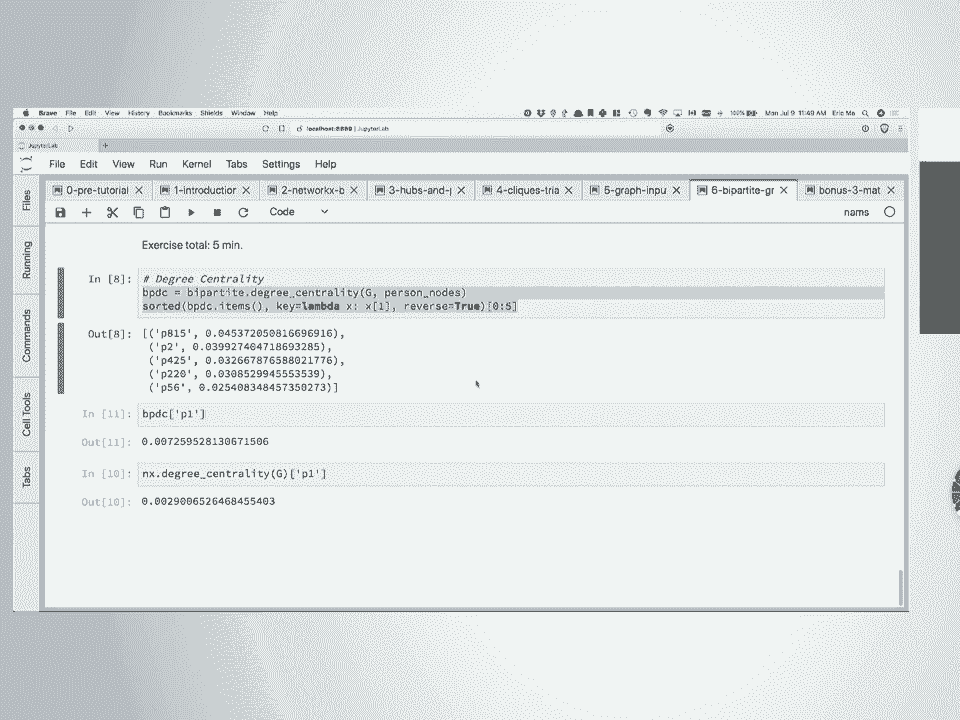 Brave File Edit View History Bookmarks Shields Window Help 100% Mon Jul 9 11:40 AM Eric Ma
localhost:8888 | JupyterLab
JupyterLab +
File Edit View Run Kernel Tabs Settings Help
0-pre-tutorial 1-introduction 2-networkx-b 3-hubs-and-p 4-cliques-tria 5-graph-inpu 6-bipartite-gr bonus-3-mat
Code nams
Files
Running
Commands
Cell Tools
Tabs
Exercise total: 5 min.
In [8]: # Degree Centrality
bpdc = bipartite.degree_centrality(G, person_nodes)
sorted(bpdc.items(), key=lambda x: x[1], reverse=True)[0:5]
Out[8]: [('p815', 0.045372050816696916),
('p2', 0.039927404718693285),
('p425', 0.032667876588021776),
('p220', 0.0308529945553539),
('p56', 0.025408348457350273)]
In [11]: bpdc['p1']
Out[11]: 0.007259528130671506
In [10]: nx.degree_centrality(G)['p1']
Out[10]: 0.0029006526468455403